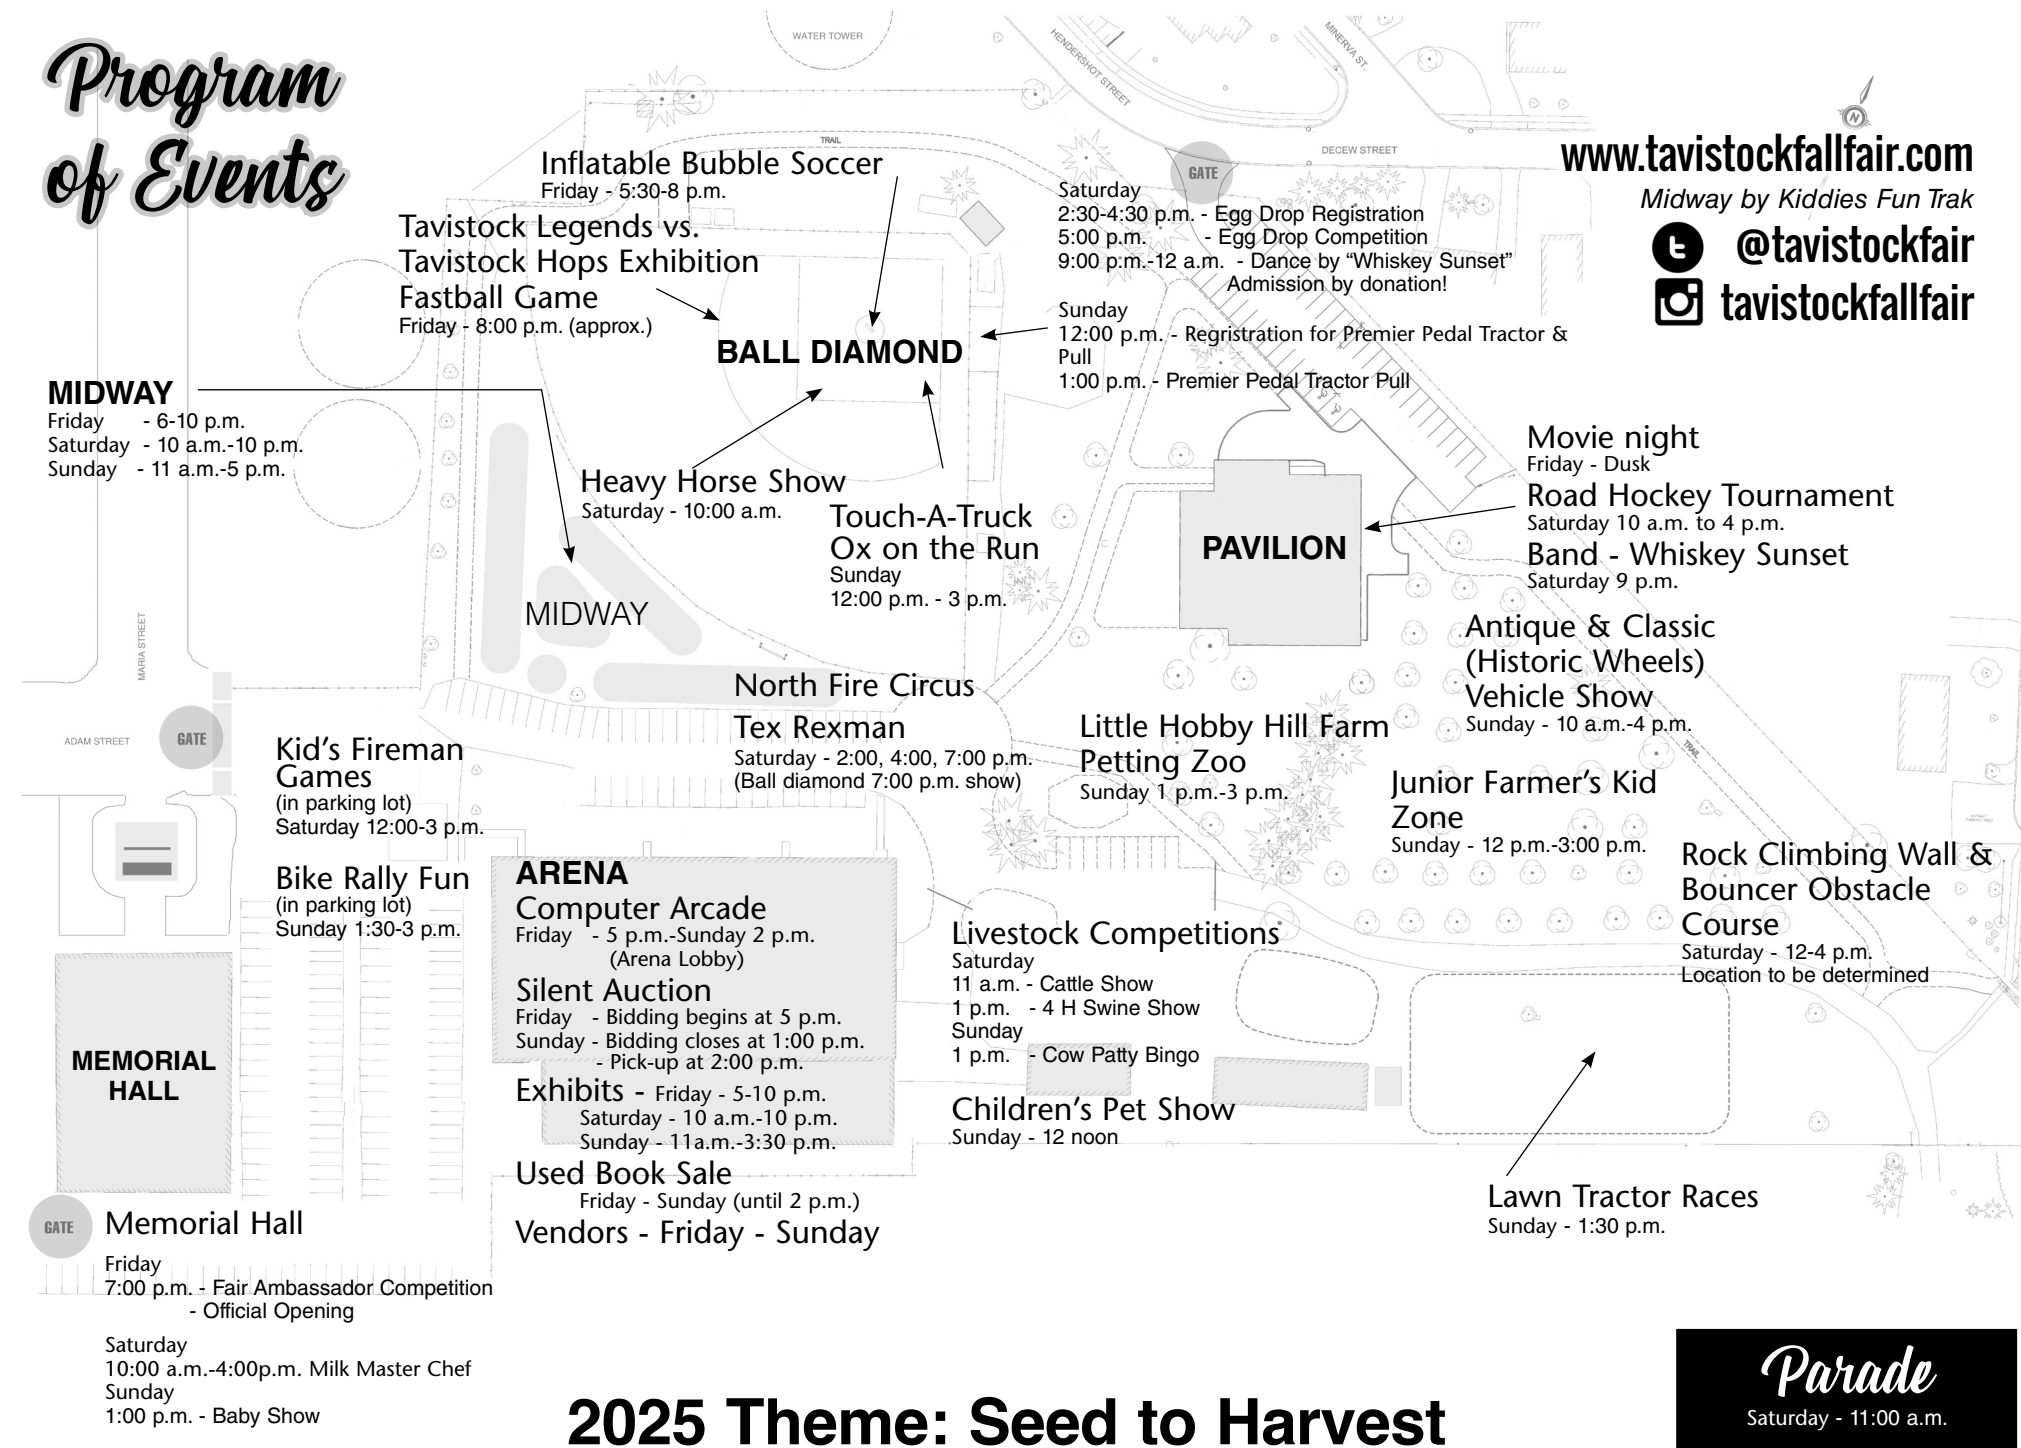 Program
of Events
WATER TOWER
HENDERSHOT STREET
MINERVA ST.
TRAIL
DECEW STREET
GATE
N
www.tavistockfallfair.com
Midway by Kiddies Fun Trak
@tavistockfair
tavistockfallfair
Inflatable Bubble Soccer
Friday - 5:30-8 p.m.
Tavistock Legends vs.
Tavistock Hops Exhibition
Fastball Game
Friday - 8:00 p.m. (approx.)
BALL DIAMOND
Saturday
2:30-4:30 p.m. - Egg Drop Registration
5:00 p.m. - Egg Drop Competition
9:00 p.m.-12 a.m. - Dance by “Whiskey Sunset”
Admission by donation!
Sunday
12:00 p.m. - Regristration for Premier Pedal Tractor &
Pull
1:00 p.m. - Premier Pedal Tractor Pull
MIDWAY
Friday - 6-10 p.m.
Saturday - 10 a.m.-10 p.m.
Sunday - 11 a.m.-5 p.m.
Heavy Horse Show
Saturday - 10:00 a.m.
Touch-A-Truck
Ox on the Run
Sunday
12:00 p.m. - 3 p.m.
MIDWAY
PAVILION
Movie night
Friday - Dusk
Road Hockey Tournament
Saturday 10 a.m. to 4 p.m.
Band - Whiskey Sunset
Saturday 9 p.m.
Antique & Classic
(Historic Wheels)
Vehicle Show
Sunday - 10 a.m.-4 p.m.
TRAIL
MARIA STREET
ADAM STREET
GATE
North Fire Circus
Tex Rexman
Saturday - 2:00, 4:00, 7:00 p.m.
(Ball diamond 7:00 p.m. show)
Little Hobby Hill Farm
Petting Zoo
Sunday 1 p.m.-3 p.m.
Junior Farmer’s Kid
Zone
Sunday - 12 p.m.-3:00 p.m.
Kid’s Fireman
Games
(in parking lot)
Saturday 12:00-3 p.m.
Bike Rally Fun
(in parking lot)
Sunday 1:30-3 p.m.
ARENA
Computer Arcade
Friday - 5 p.m.-Sunday 2 p.m.
(Arena Lobby)
Silent Auction
Friday - Bidding begins at 5 p.m.
Sunday - Bidding closes at 1:00 p.m.
- Pick-up at 2:00 p.m.
Exhibits - Friday - 5-10 p.m.
Saturday - 10 a.m.-10 p.m.
Sunday - 11a.m.-3:30 p.m.
Used Book Sale
Friday - Sunday (until 2 p.m.)
Vendors - Friday - Sunday
Livestock Competitions
Saturday
11 a.m. - Cattle Show
1 p.m. - 4 H Swine Show
Sunday
1 p.m. - Cow Patty Bingo
Children’s Pet Show
Sunday - 12 noon
Rock Climbing Wall &
Bouncer Obstacle
Course
Saturday - 12-4 p.m.
Location to be determined
Lawn Tractor Races
Sunday - 1:30 p.m.
MEMORIAL
HALL
GATE
Memorial Hall
Friday
7:00 p.m. - Fair Ambassador Competition
- Official Opening
Saturday
10:00 a.m.-4:00p.m. Milk Master Chef
Sunday
1:00 p.m. - Baby Show
2025 Theme: Seed to Harvest
Parade
Saturday - 11:00 a.m.